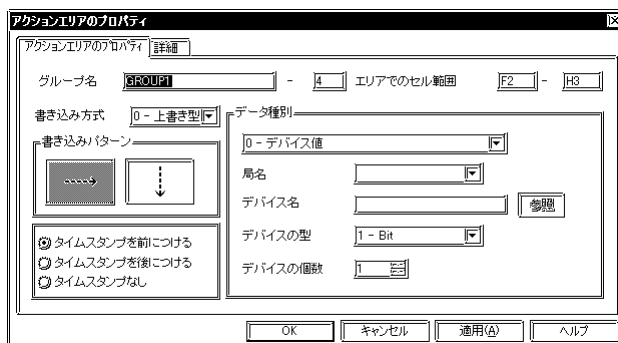 アクションエリアのプロパティ
アクションエリアのプロパティ 詳細
グループ名 GROUP1 - 4 エリアでのセル範囲 F2 - H3
書き込み方式 0 - 上書き型
データ種別
0 - デバイス値
書き込みパターン
局名
デバイス名 参照
デバイスの型 1 - Bit
デバイスの個数 1
タイムスタンプを前につける
タイムスタンプを後につける
タイムスタンプなし
OK キャンセル 適用(A) ヘルプ